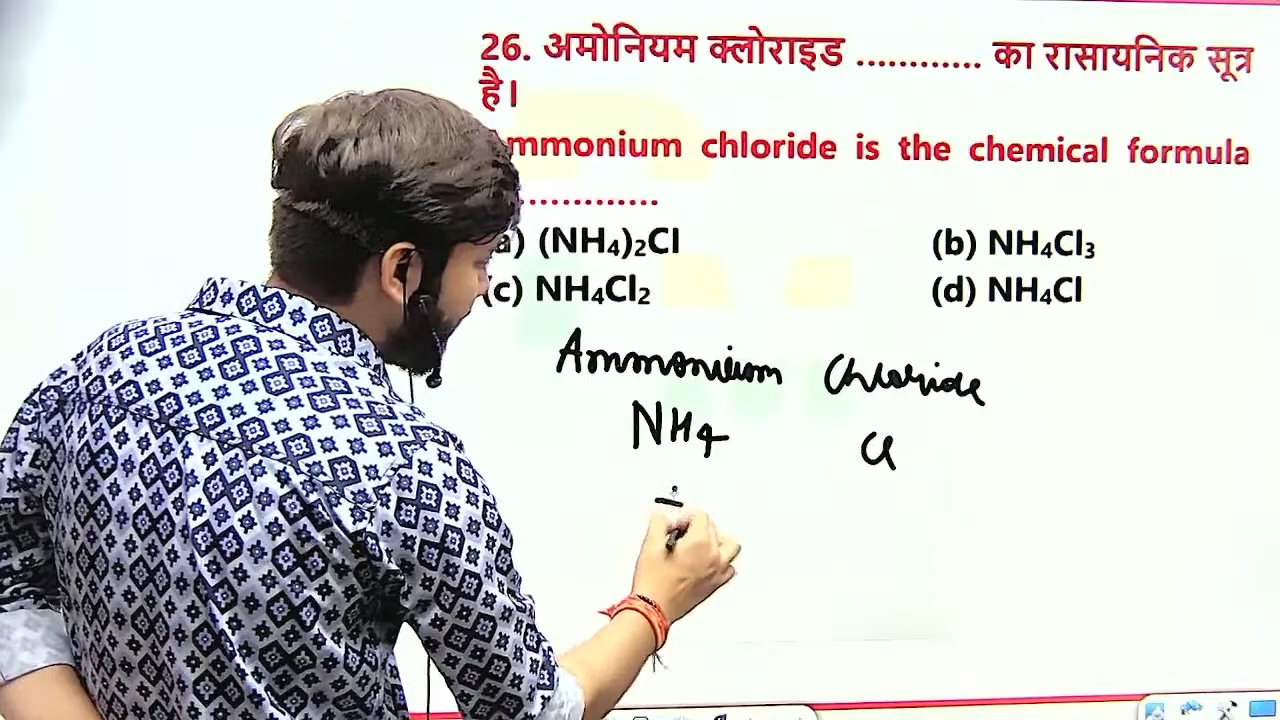 26. अमोनियम क्लोराइड ............ का रासायनिक सूत्र
है।
mmonium chloride is the chemical formula
.............
a) (NH₄)₂Cl (b) NH₄Cl₃
(c) NH₄Cl₂ (d) NH₄Cl
Ammonium Chloride
NH4 Cl